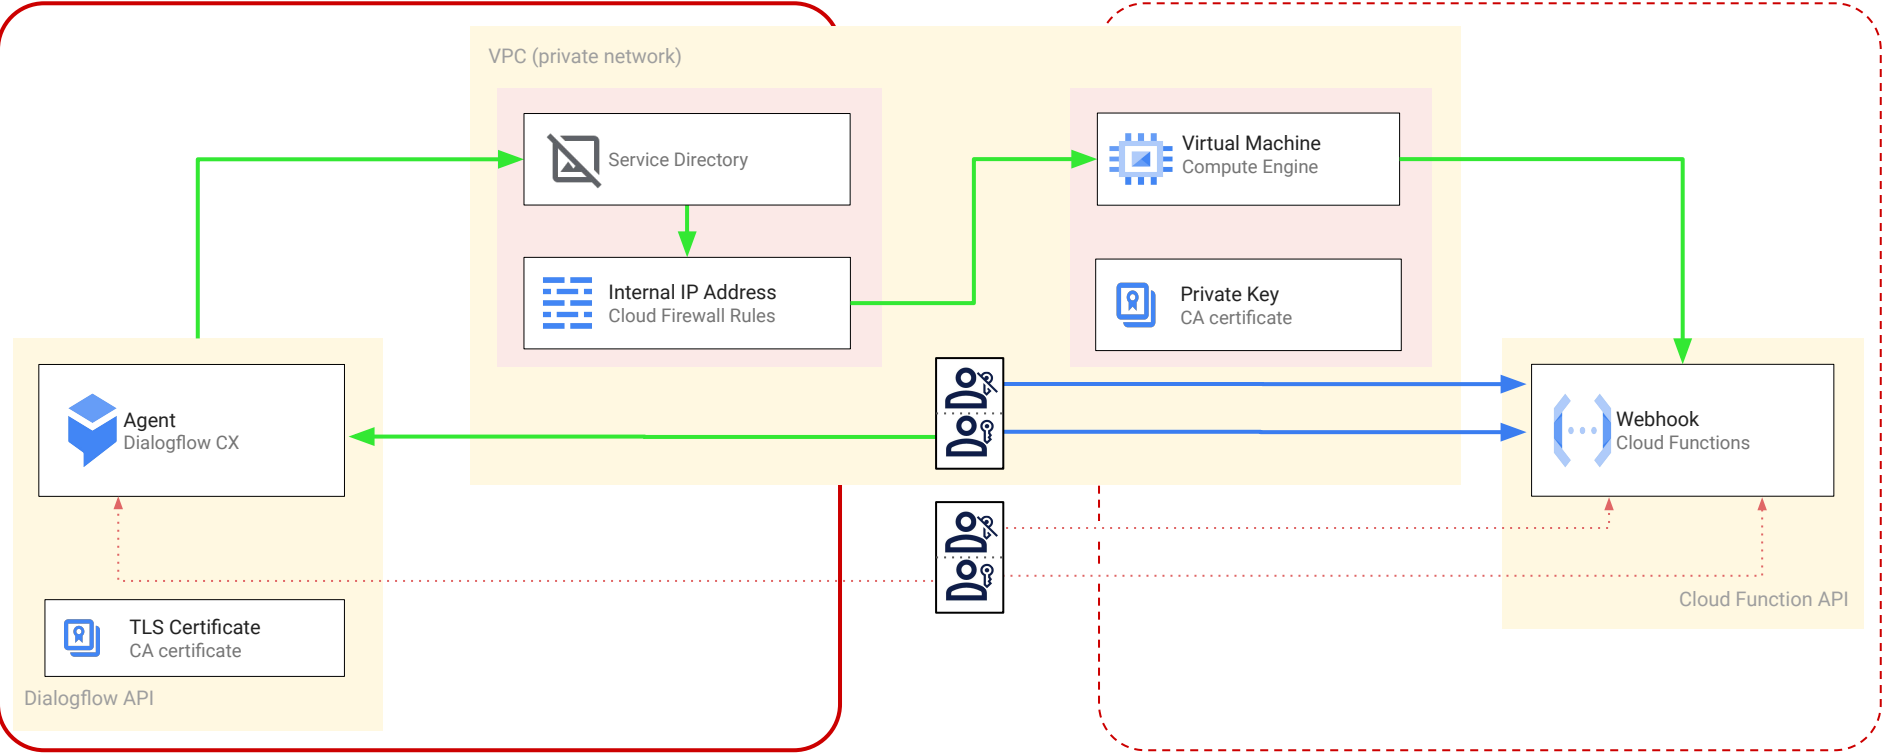 VPC (private network)
Service Directory
Virtual Machine
Compute Engine
Internal IP Address
Cloud Firewall Rules
Private Key
CA certificate
Agent
Dialogflow CX
Webhook
Cloud Functions
TLS Certificate
CA certificate
Cloud Function API
Dialogflow API